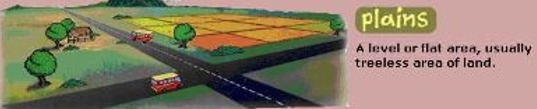 plains
A level or flat area, usually
treeless area of land.